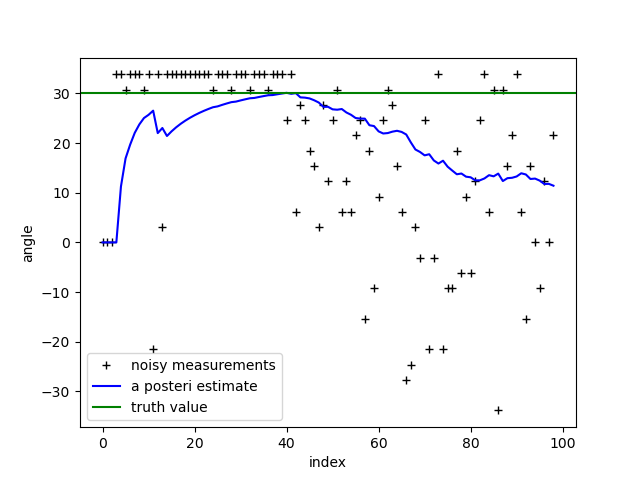 30
20
10
0
−10
−20
−30
angle
noisy measurements
a posteri estimate
truth value
0 20 40 60 80 100
index